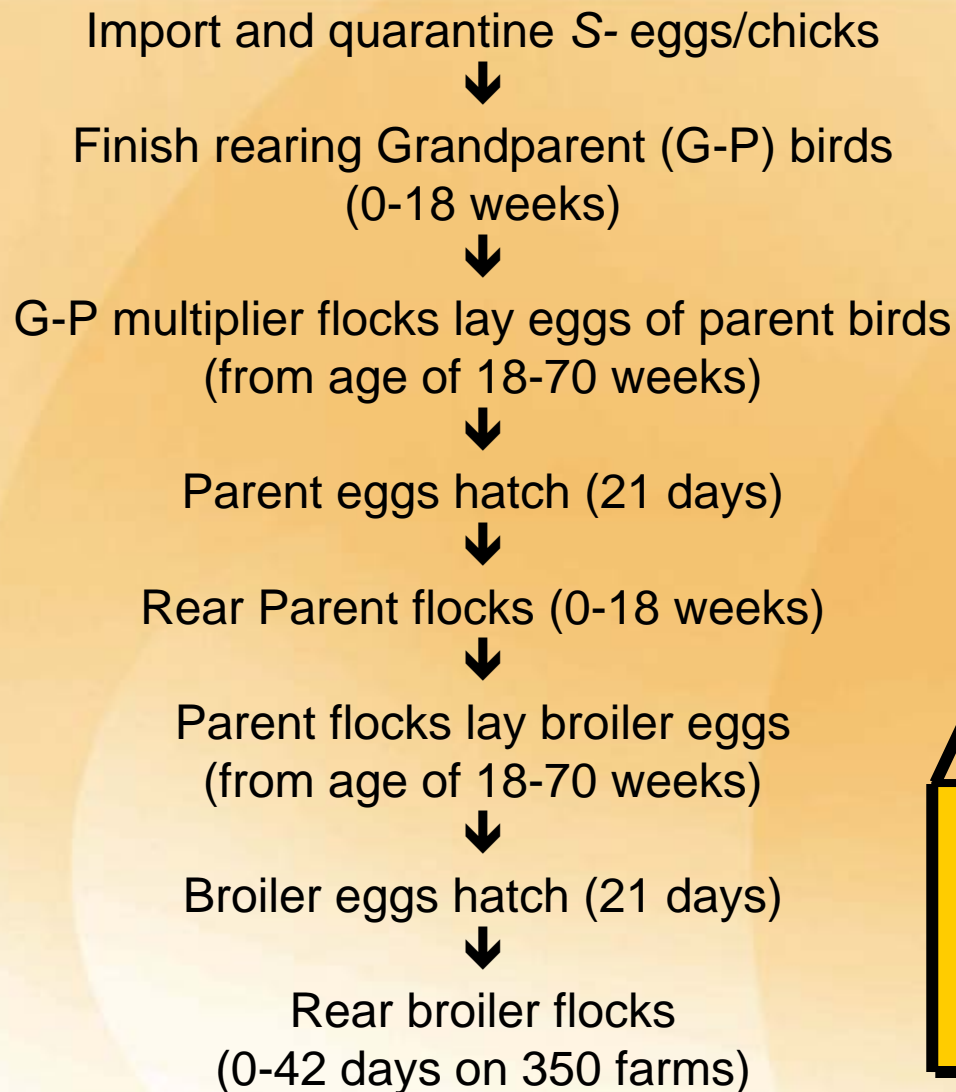 Import and quarantine S- eggs/chicks
🡫
Finish rearing Grandparent (G-P) birds
(0-18 weeks)
🡫
G-P multiplier flocks lay eggs of parent birds
(from age of 18-70 weeks)
🡫
Parent eggs hatch (21 days)
🡫
Rear Parent flocks (0-18 weeks)
🡫
Parent flocks lay broiler eggs
(from age of 18-70 weeks)
🡫
Broiler eggs hatch (21 days)
🡫
Rear broiler flocks
(0-42 days on 350 farms)